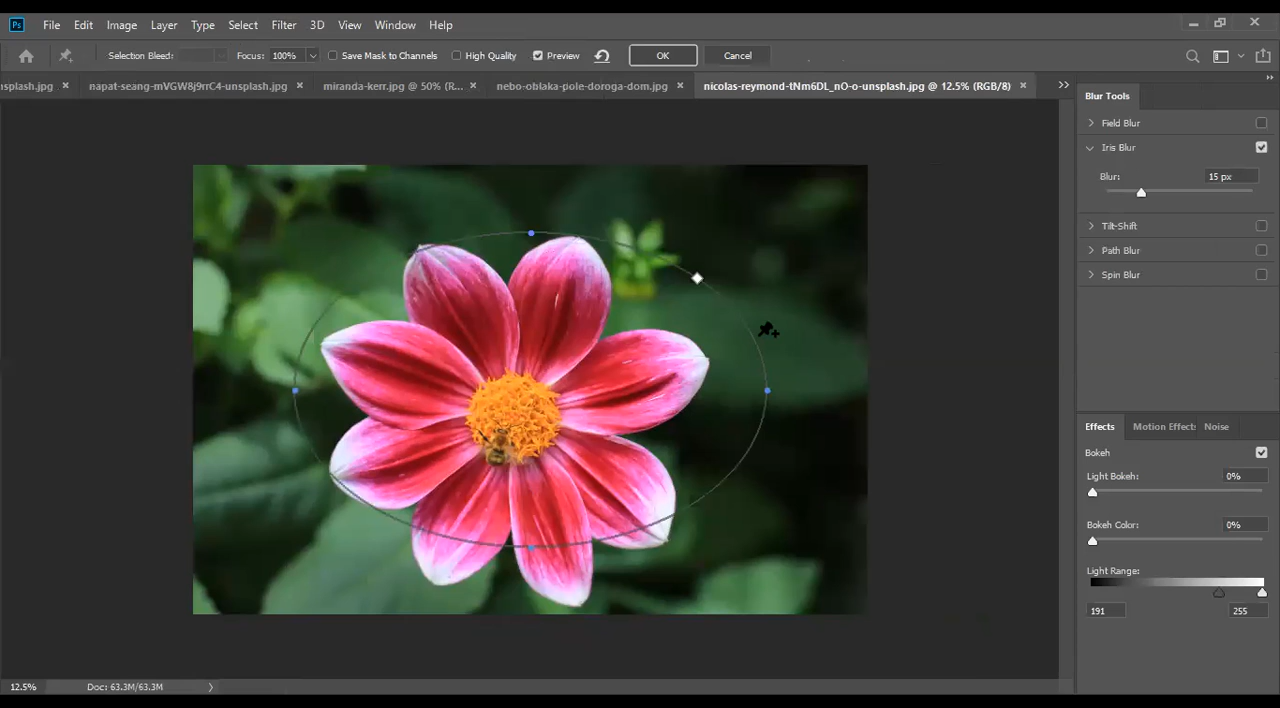 Ps File Edit Image Layer Type Select Filter 3D View Window Help
Selection Bleed: Focus: 100% Save Mask to Channels High Quality Preview OK Cancel
nsplash.jpg × napat-seang-mVGW8j9rrC4-unsplash.jpg × miranda-kerr.jpg @ 50% (R... × nebo-oblaka-pole-doroga-dom.jpg × nicolas-reymond-tNm6DL_nO-o-unsplash.jpg @ 12.5% (RGB/8) ×
Blur Tools
Field Blur
Iris Blur
Blur: 15 px
Tilt-Shift
Path Blur
Spin Blur
Effects Motion Effects Noise
Bokeh
Light Bokeh: 0%
Bokeh Color: 0%
Light Range:
191 255
12.5% Doc: 63.3M/63.3M